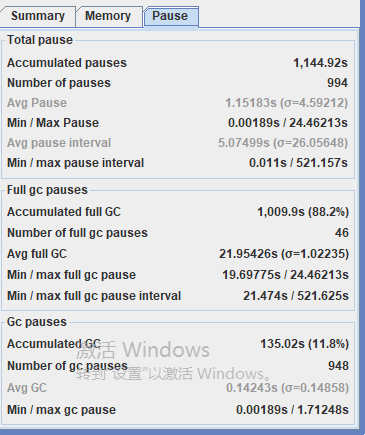 Summary Memory Pause
Total pause
Accumulated pauses 1,144.92s
Number of pauses 994
Avg Pause 1.15183s (σ=4.59212)
Min / Max Pause 0.00189s / 24.46213s
Avg pause interval 5.07499s (σ=26.05648)
Min / max pause interval 0.011s / 521.157s
Full gc pauses
Accumulated full GC 1,009.9s (88.2%)
Number of full gc pauses 46
Avg full GC 21.95426s (σ=1.02235)
Min / max full gc pause 19.69775s / 24.46213s
Min / max full gc pause interval 21.474s / 521.625s
Gc pauses
Accumulated GC 135.02s (11.8%)
激活 Windows
Number of gc pauses 948
转到“设置”以激活 Windows。
Avg GC 0.14243s (σ=0.14858)
Min / max gc pause 0.00189s / 1.71248s